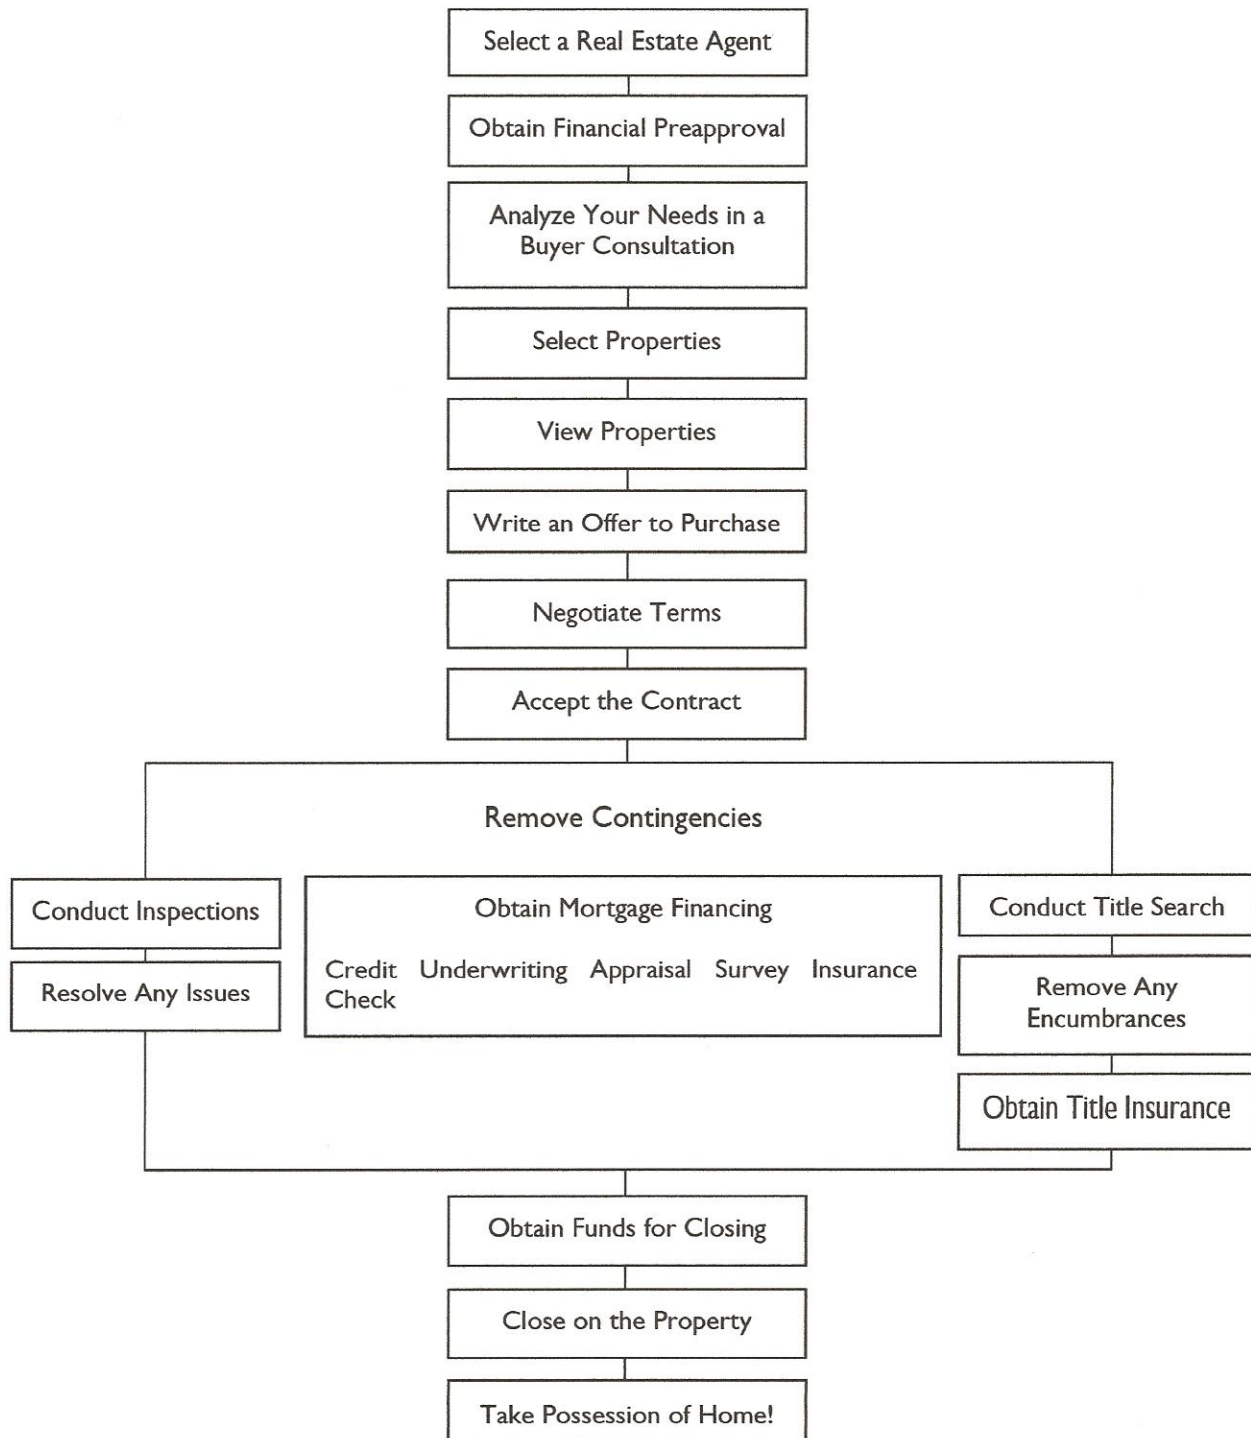 Select a Real Estate Agent
Obtain Financial Preapproval
Analyze Your Needs in a
Buyer Consultation
Select Properties
View Properties
Write an Offer to Purchase
Negotiate Terms
Accept the Contract
Remove Contingencies
Conduct Inspections
Resolve Any Issues
Obtain Mortgage Financing
Credit Underwriting Appraisal Survey Insurance
Check
Conduct Title Search
Remove Any
Encumbrances
Obtain Title Insurance
Obtain Funds for Closing
Close on the Property
Take Possession of Home!